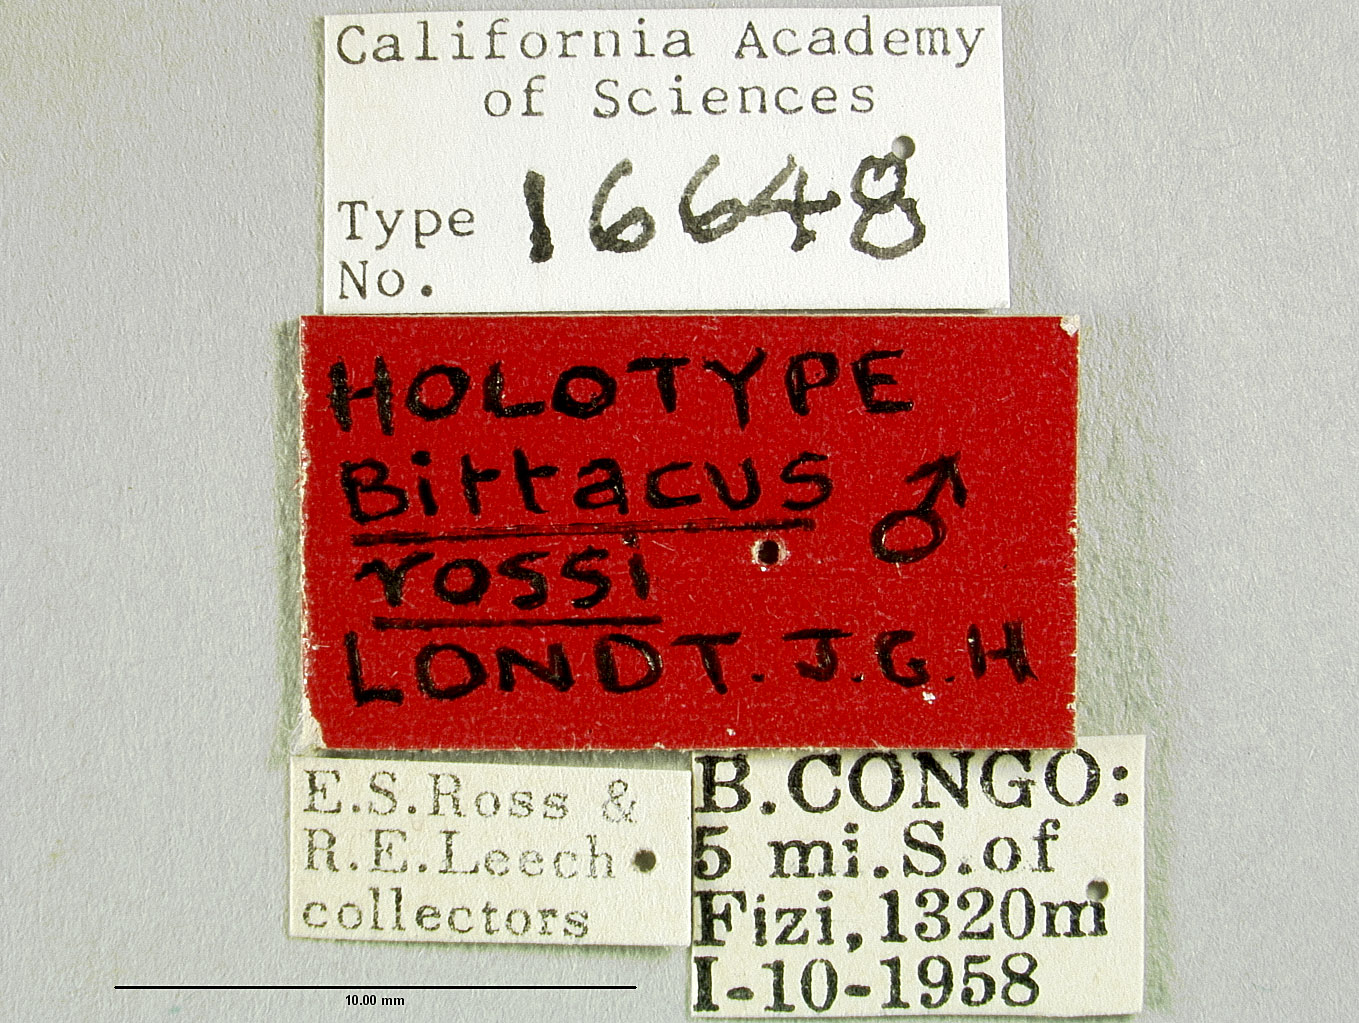 California Academy
of Sciences
Type 16648
No.
HOLOTYPE
Bittacus ♂
rossi
LONDT. J.G.H
E.S.Ross &
R.E.Leech
collectors
B.CONGO:
5 mi.S.of
Fizi,1320m
I-10-1958
10.00 mm